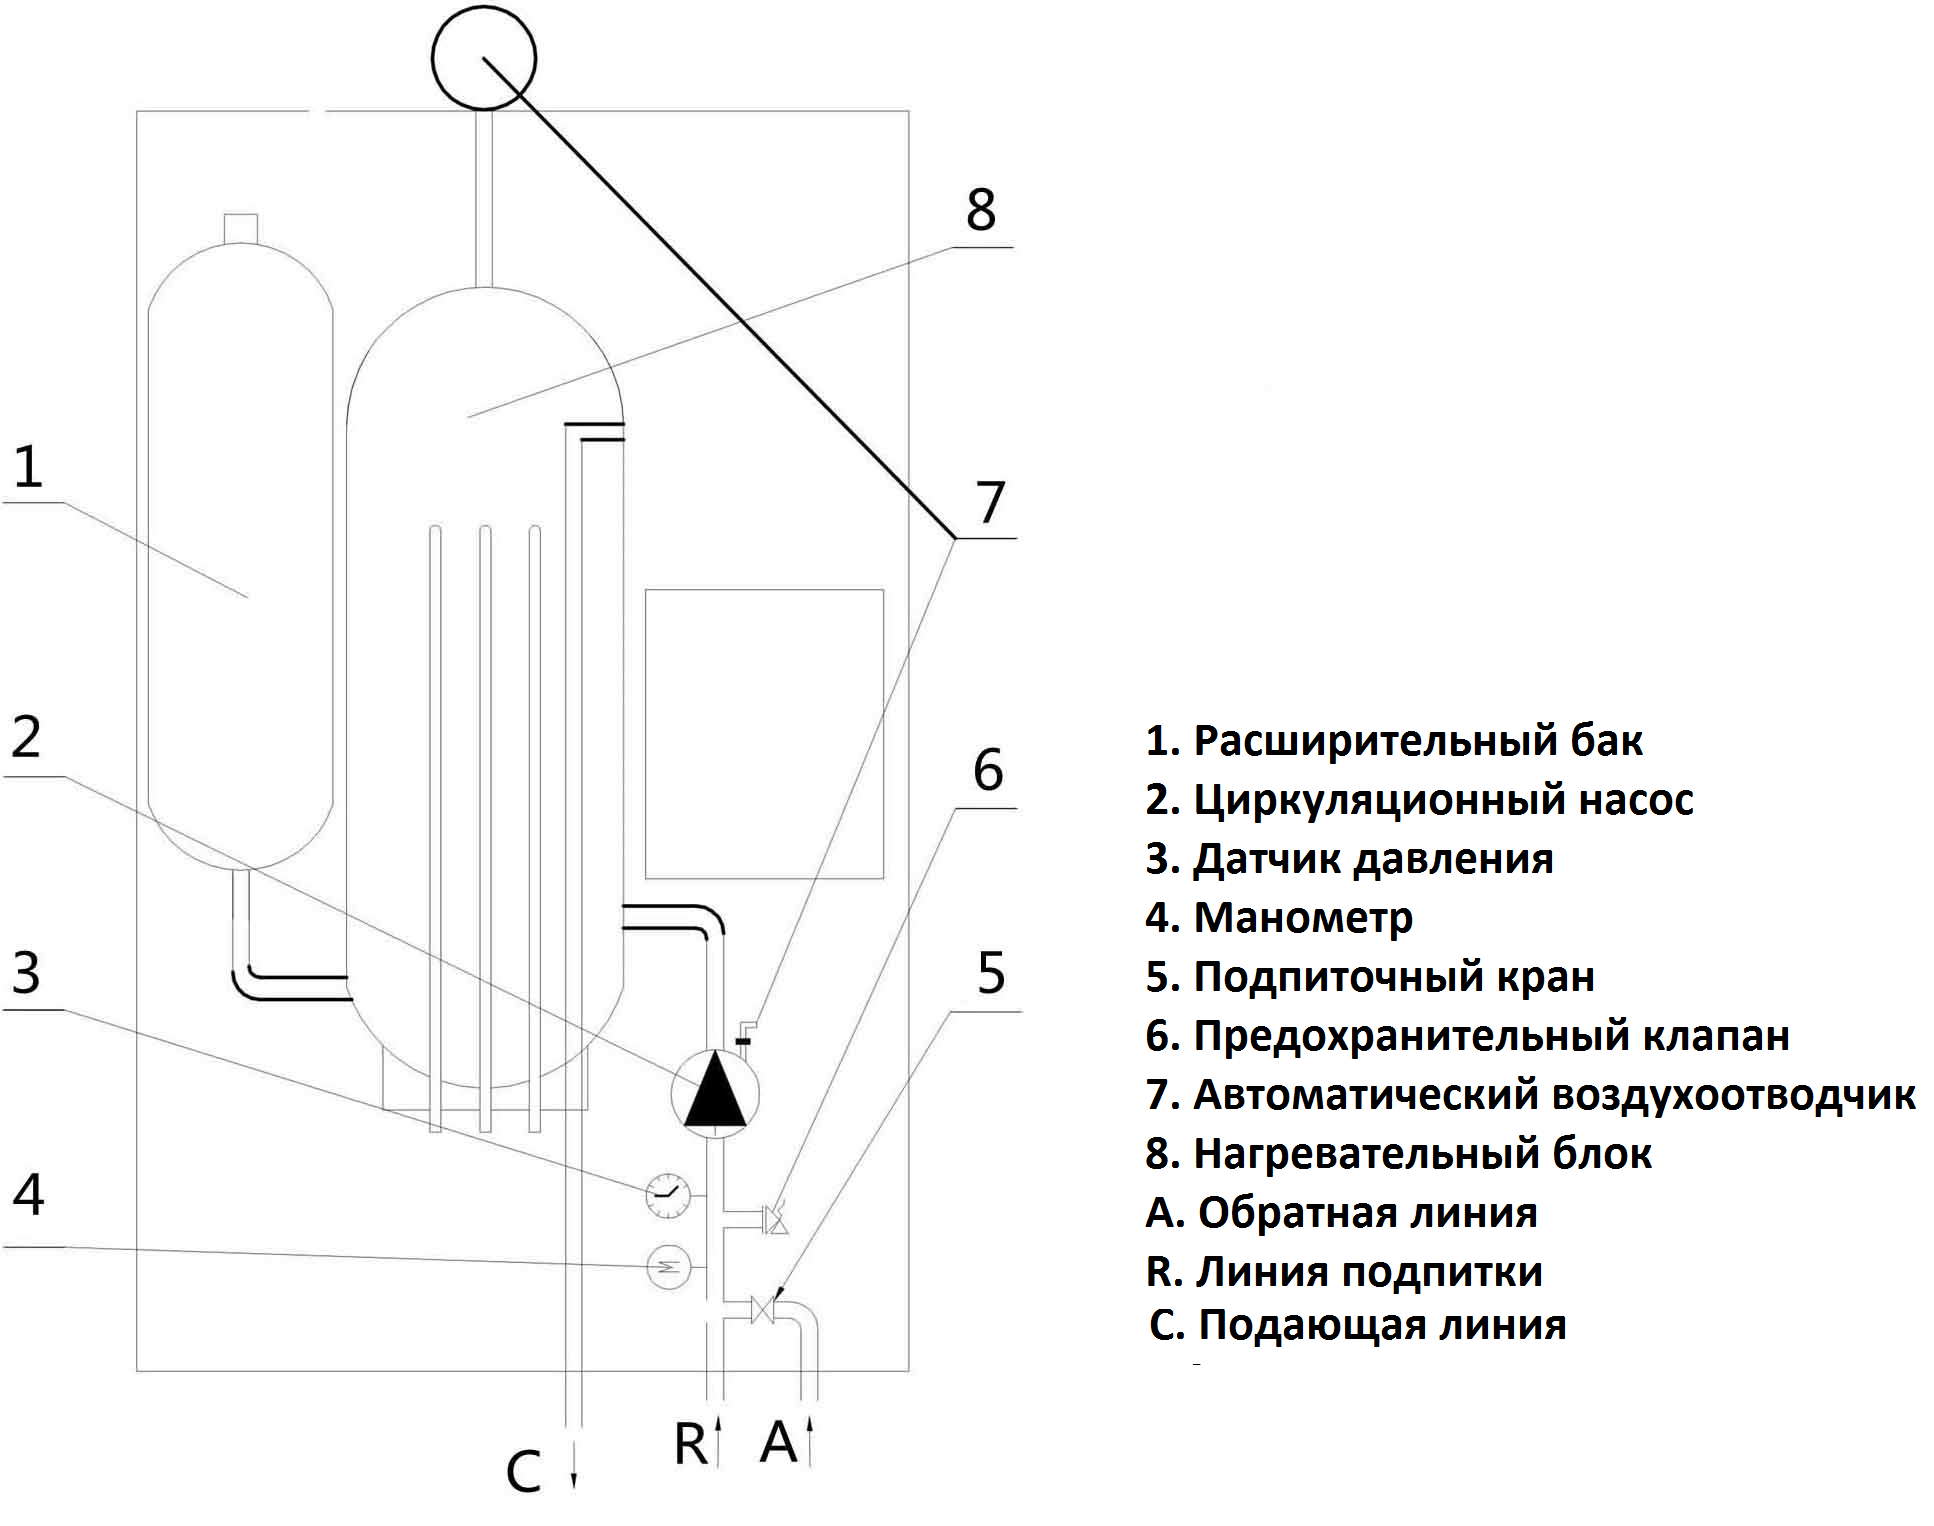 8
1
7
2
6
3
5
4
C
R
A
1. Расширительный бак
2. Циркуляционный насос
3. Датчик давления
4. Манометр
5. Подпиточный кран
6. Предохранительный клапан
7. Автоматический воздухоотводчик
8. Нагревательный блок
A. Обратная линия
R. Линия подпитки
C. Подающая линия